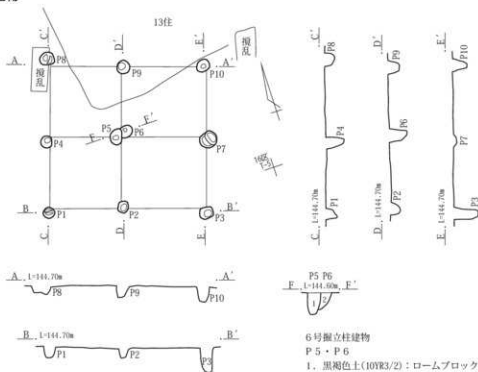 13住
C'
D'
E'
撹乱
撹乱
A
A'
P8
P9
P10
P5
F'
P6
F
P4
P7
B
B'
P1
P2
P3
C
D
E
C'
D'
E'
P8
P9
P10
P4
P6
P7
P1
P2
P3
L=144.70m
L=144.70m
L=144.70m
C
D
E
A L=144.70m A'
P8
P9
P10
B L=144.70m B'
P1
P2
P3
P5 P6
F L=144.60m F'
1
2
6号掘立柱建物
P5・P6
1. 黒褐色土(10YR3/2):ロームブロック